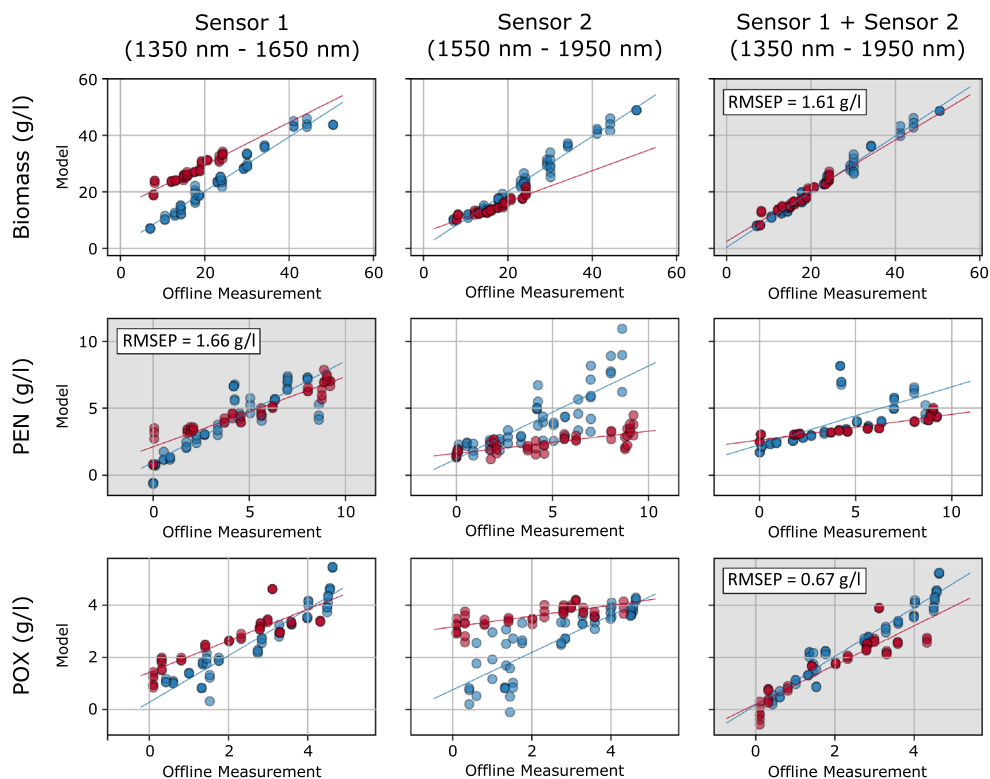 Sensor 1
(1350 nm - 1650 nm)
Sensor 2
(1550 nm - 1950 nm)
Sensor 1 + Sensor 2
(1350 nm - 1950 nm)
Biomass (g/l)
Model
60
40
20
0
0 20 40 60
Offline Measurement
0 20 40 60
Offline Measurement
RMSEP = 1.61 g/l
0 20 40 60
Offline Measurement
PEN (g/l)
Model
10
5
0
RMSEP = 1.66 g/l
0 5 10
Offline Measurement
0 5 10
Offline Measurement
0 5 10
Offline Measurement
POX (g/l)
Model
4
2
0
0 2 4
Offline Measurement
0 2 4
Offline Measurement
RMSEP = 0.67 g/l
0 2 4
Offline Measurement